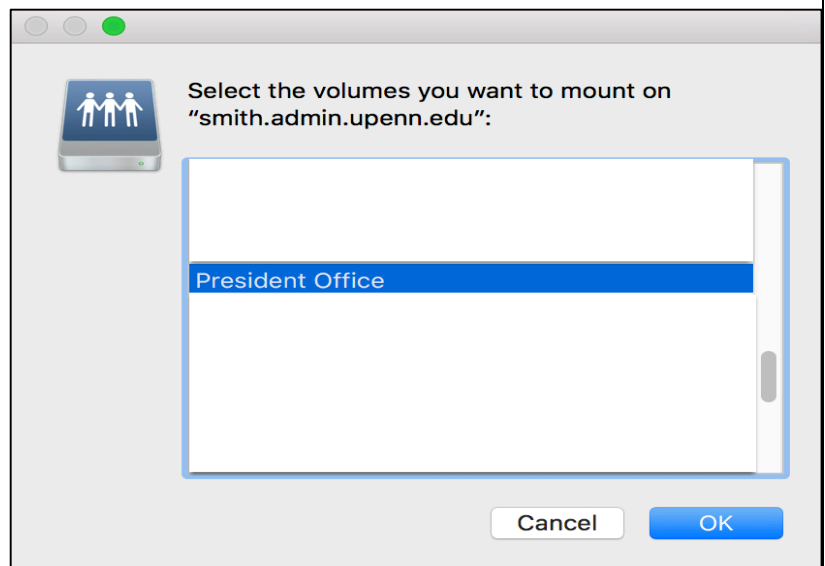 Select the volumes you want to mount on
“smith.admin.upenn.edu”:
President Office
Cancel
OK